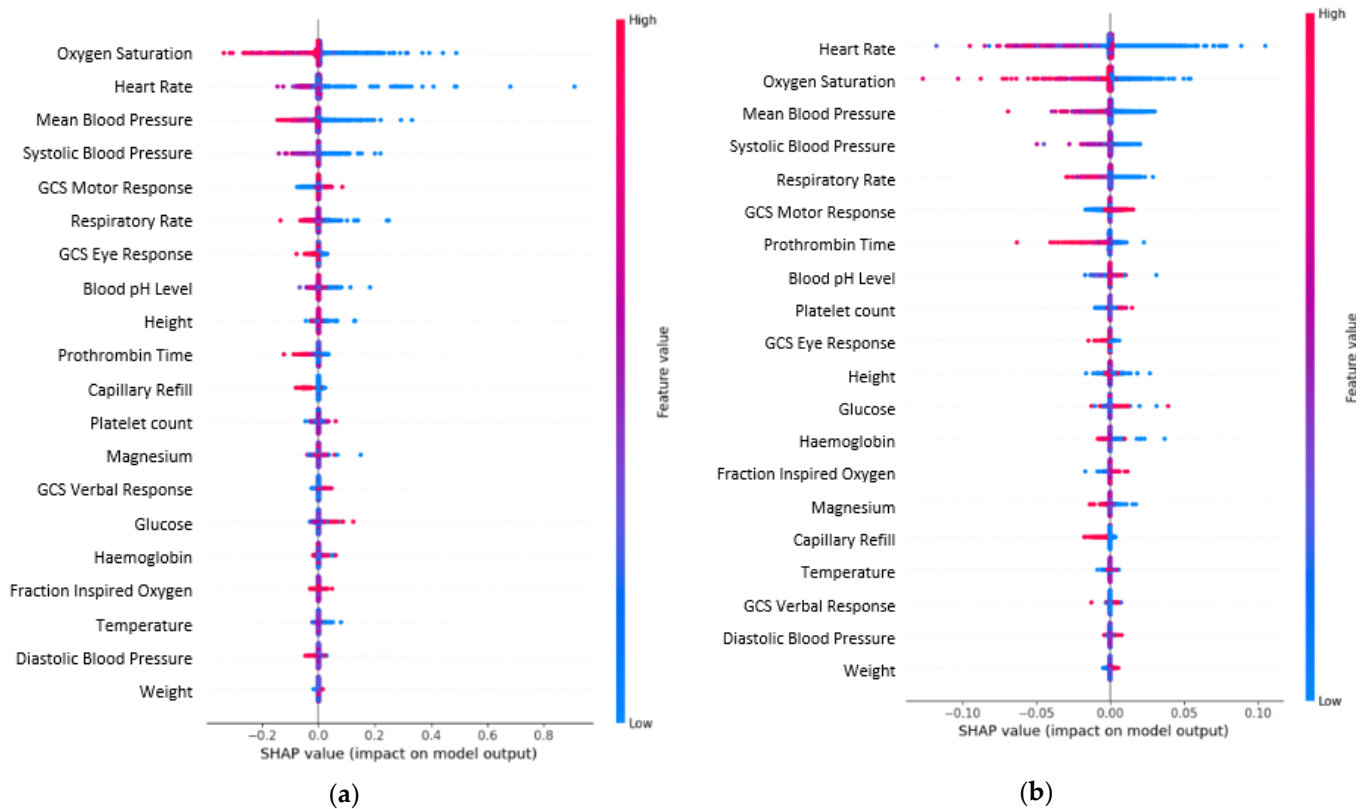 High
Oxygen Saturation
Heart Rate
Mean Blood Pressure
Systolic Blood Pressure
GCS Motor Response
Respiratory Rate
GCS Eye Response
Blood pH Level
Height
Prothrombin Time
Capillary Refill
Platelet count
Magnesium
GCS Verbal Response
Glucose
Haemoglobin
Fraction Inspired Oxygen
Temperature
Diastolic Blood Pressure
Weight
Low
Feature value
−0.2 0.0 0.2 0.4 0.6 0.8
SHAP value (impact on model output)
(a)
High
Heart Rate
Oxygen Saturation
Mean Blood Pressure
Systolic Blood Pressure
Respiratory Rate
GCS Motor Response
Prothrombin Time
Blood pH Level
Platelet count
GCS Eye Response
Height
Glucose
Haemoglobin
Fraction Inspired Oxygen
Magnesium
Capillary Refill
Temperature
GCS Verbal Response
Diastolic Blood Pressure
Weight
Low
Feature value
−0.10 −0.05 0.00 0.05 0.10
SHAP value (impact on model output)
(b)